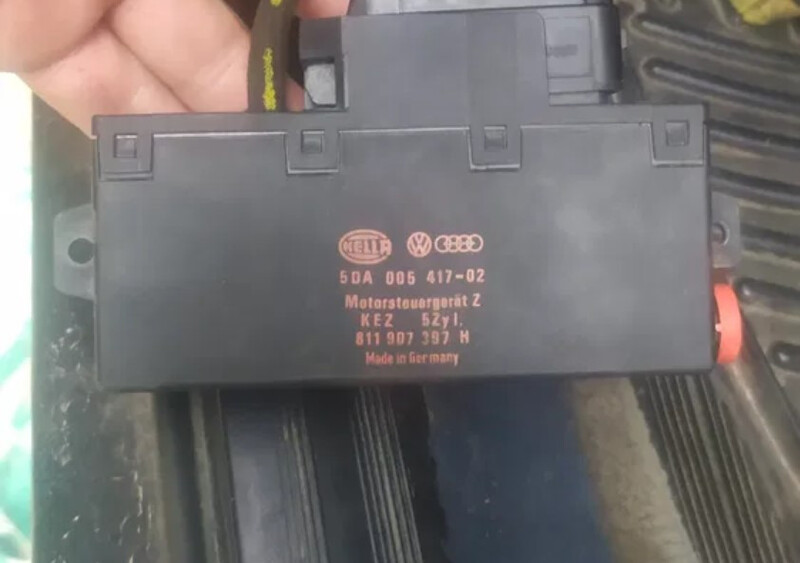 HELLA
5DA 005 417-02
Motorsteuergerät Z
KEZ 5Zyl.
811 907 397 H
Made in Germany